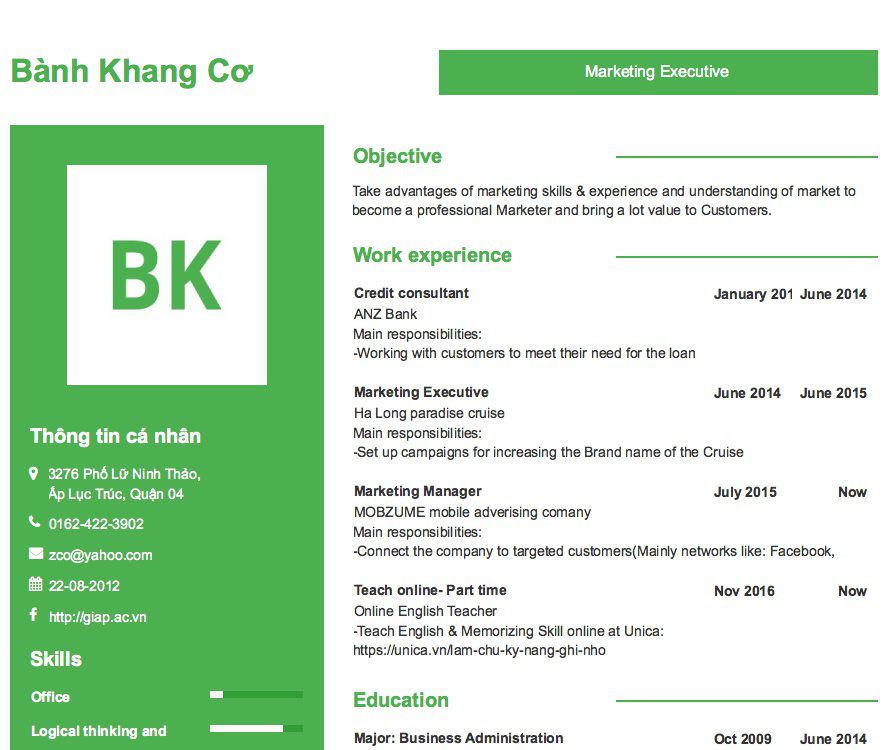 Bành Khang Cơ
Marketing Executive
BK
Thông tin cá nhân
3276 Phố Lữ Ninh Thảo,
Ấp Lục Trúc, Quận 04
0162-422-3902
zco@yahoo.com
22-08-2012
http://giap.ac.vn
Skills
Office
Logical thinking and
Objective
Take advantages of marketing skills & experience and understanding of market to
become a professional Marketer and bring a lot value to Customers.
Work experience
Credit consultant January 201 June 2014
ANZ Bank
Main responsibilities:
-Working with customers to meet their need for the loan
Marketing Executive June 2014 June 2015
Ha Long paradise cruise
Main responsibilities:
-Set up campaigns for increasing the Brand name of the Cruise
Marketing Manager July 2015 Now
MOBZUME mobile adverising comany
Main responsibilities:
-Connect the company to targeted customers(Mainly networks like: Facebook,
Teach online- Part time Nov 2016 Now
Online English Teacher
-Teach English & Memorizing Skill online at Unica:
https://unica.vn/lam-chu-ky-nang-ghi-nho
Education
Major: Business Administration Oct 2009 June 2014